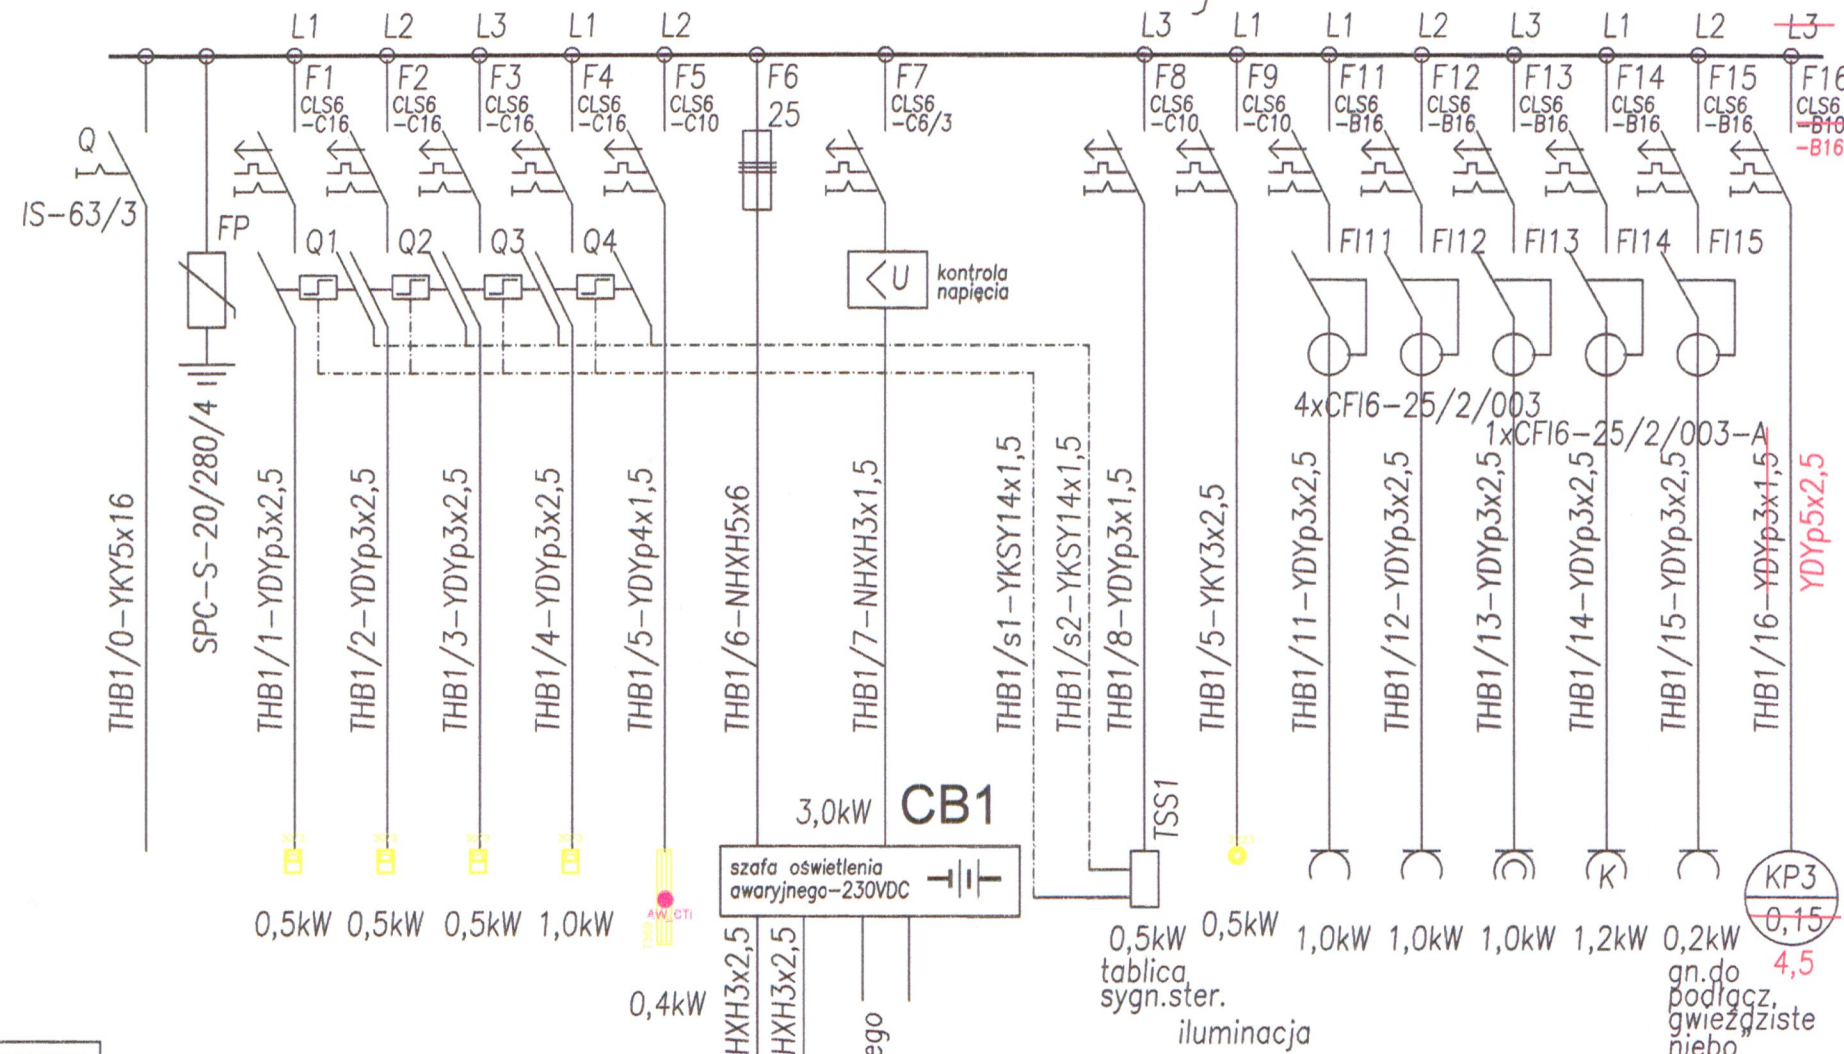 L1 L2 L3 L1 L2 L3 L1 L1 L2 L3 L1 L2 L3
F1 F2 F3 F4 F5 F6 F7 F8 F9 F11 F12 F13 F14 F15 F16
CLS6 CLS6 CLS6 CLS6 CLS6 25 CLS6 CLS6 CLS6 CLS6 CLS6 CLS6 CLS6 CLS6 CLS6
-C16 -C16 -C16 -C16 -C10 -C6/3 -C10 -C10 -B16 -B16 -B16 -B16 -B16 -B10
-B16
Q
IS-63/3
FP Q1 Q2 Q3 Q4 FI11 FI12 FI13 FI14 FI15
<U
kontrola
napięcia
4xCFI6-25/2/003
1xCFI6-25/2/003-A
THB1/0-YKY5x16
SPC-S-20/280/4
THB1/1-YDYp3x2,5
THB1/2-YDYp3x2,5
THB1/3-YDYp3x2,5
THB1/4-YDYp3x2,5
THB1/5-YDYp4x1,5
THB1/6-NHXH5x6
THB1/7-NHXH3x1,5
THB1/s1-YKSY14x1,5
THB1/s2-YKSY14x1,5
THB1/8-YDYp3x1,5
THB1/5-YKY3x2,5
THB1/11-YDYp3x2,5
THB1/12-YDYp3x2,5
THB1/13-YDYp3x2,5
THB1/14-YDYp3x2,5
THB1/15-YDYp3x2,5
THB1/16-YDYp3x1,5
YDYp5x2,5
3,0kW CB1
TSS1
szafa oświetlenia
awaryjnego-230VDC
K
KP3
0,15
4,5
AW CTI
0,5kW 0,5kW 0,5kW 1,0kW 0,4kW
0,5kW 0,5kW 1,0kW 1,0kW 1,0kW 1,2kW 0,2kW
tablica
sygn.ster.
iluminacja
gn.do
podłącz.
gwieździste
niebo"
HXH3x2,5
HXH3x2,5
ego